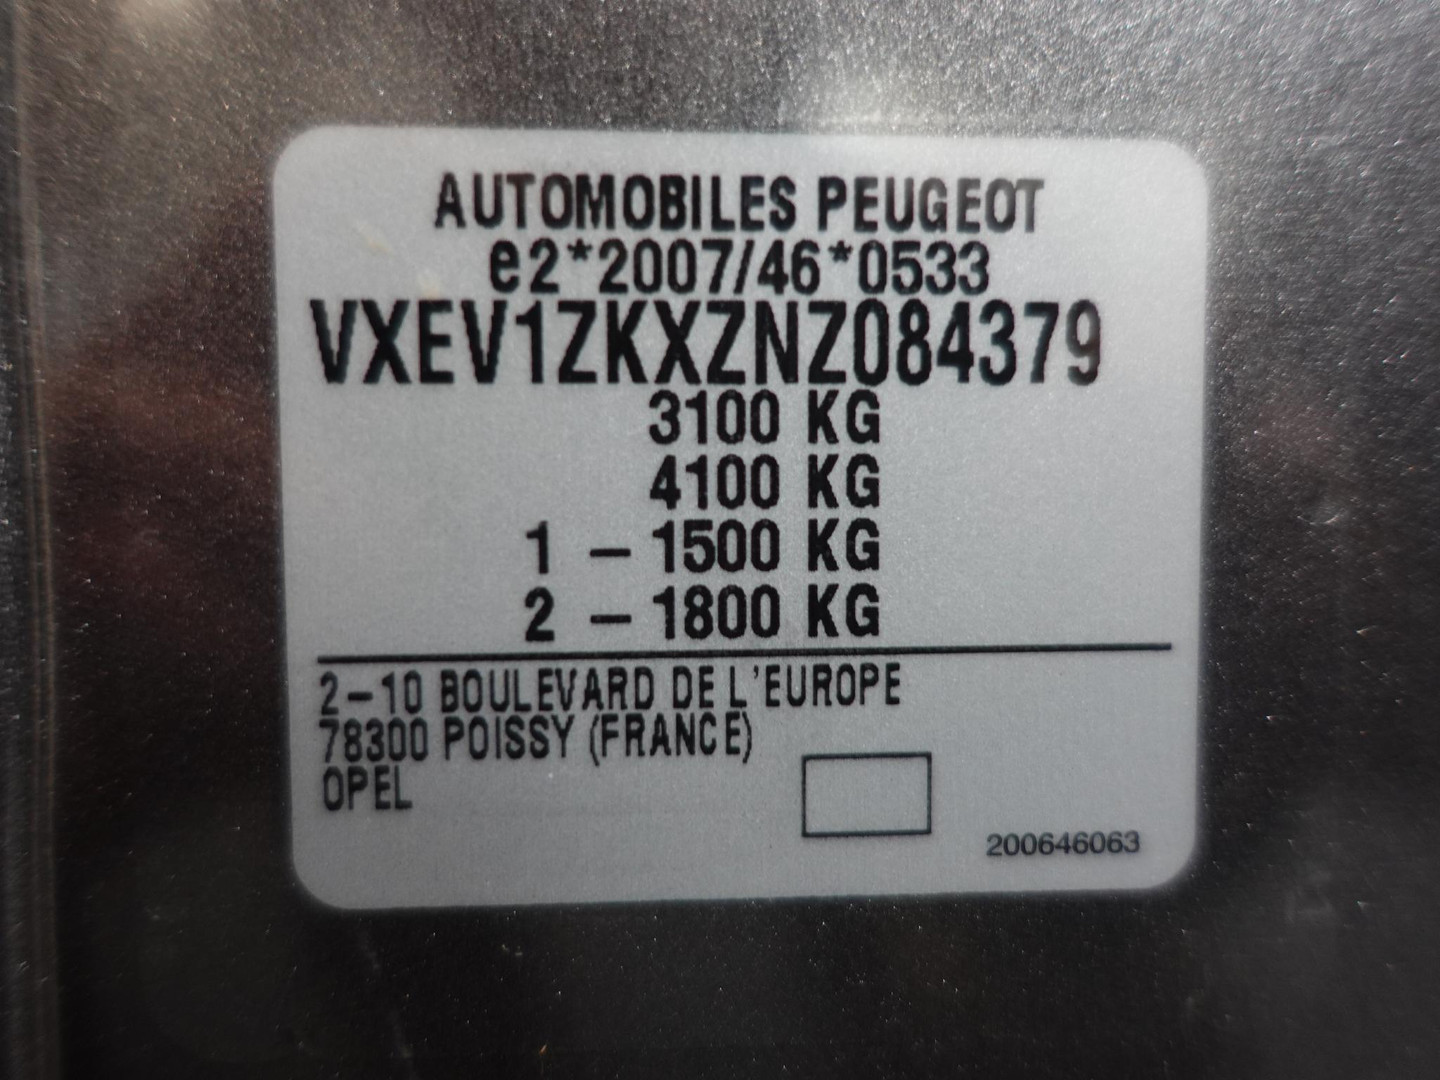 AUTOMOBILES PEUGEOT
e2*2007/46*0533
VXEV1ZKXZNZ084379
3100 KG
4100 KG
1 – 1500 KG
2 – 1800 KG
2–10 BOULEVARD DE L'EUROPE
78300 POISSY (FRANCE)
OPEL
200646063